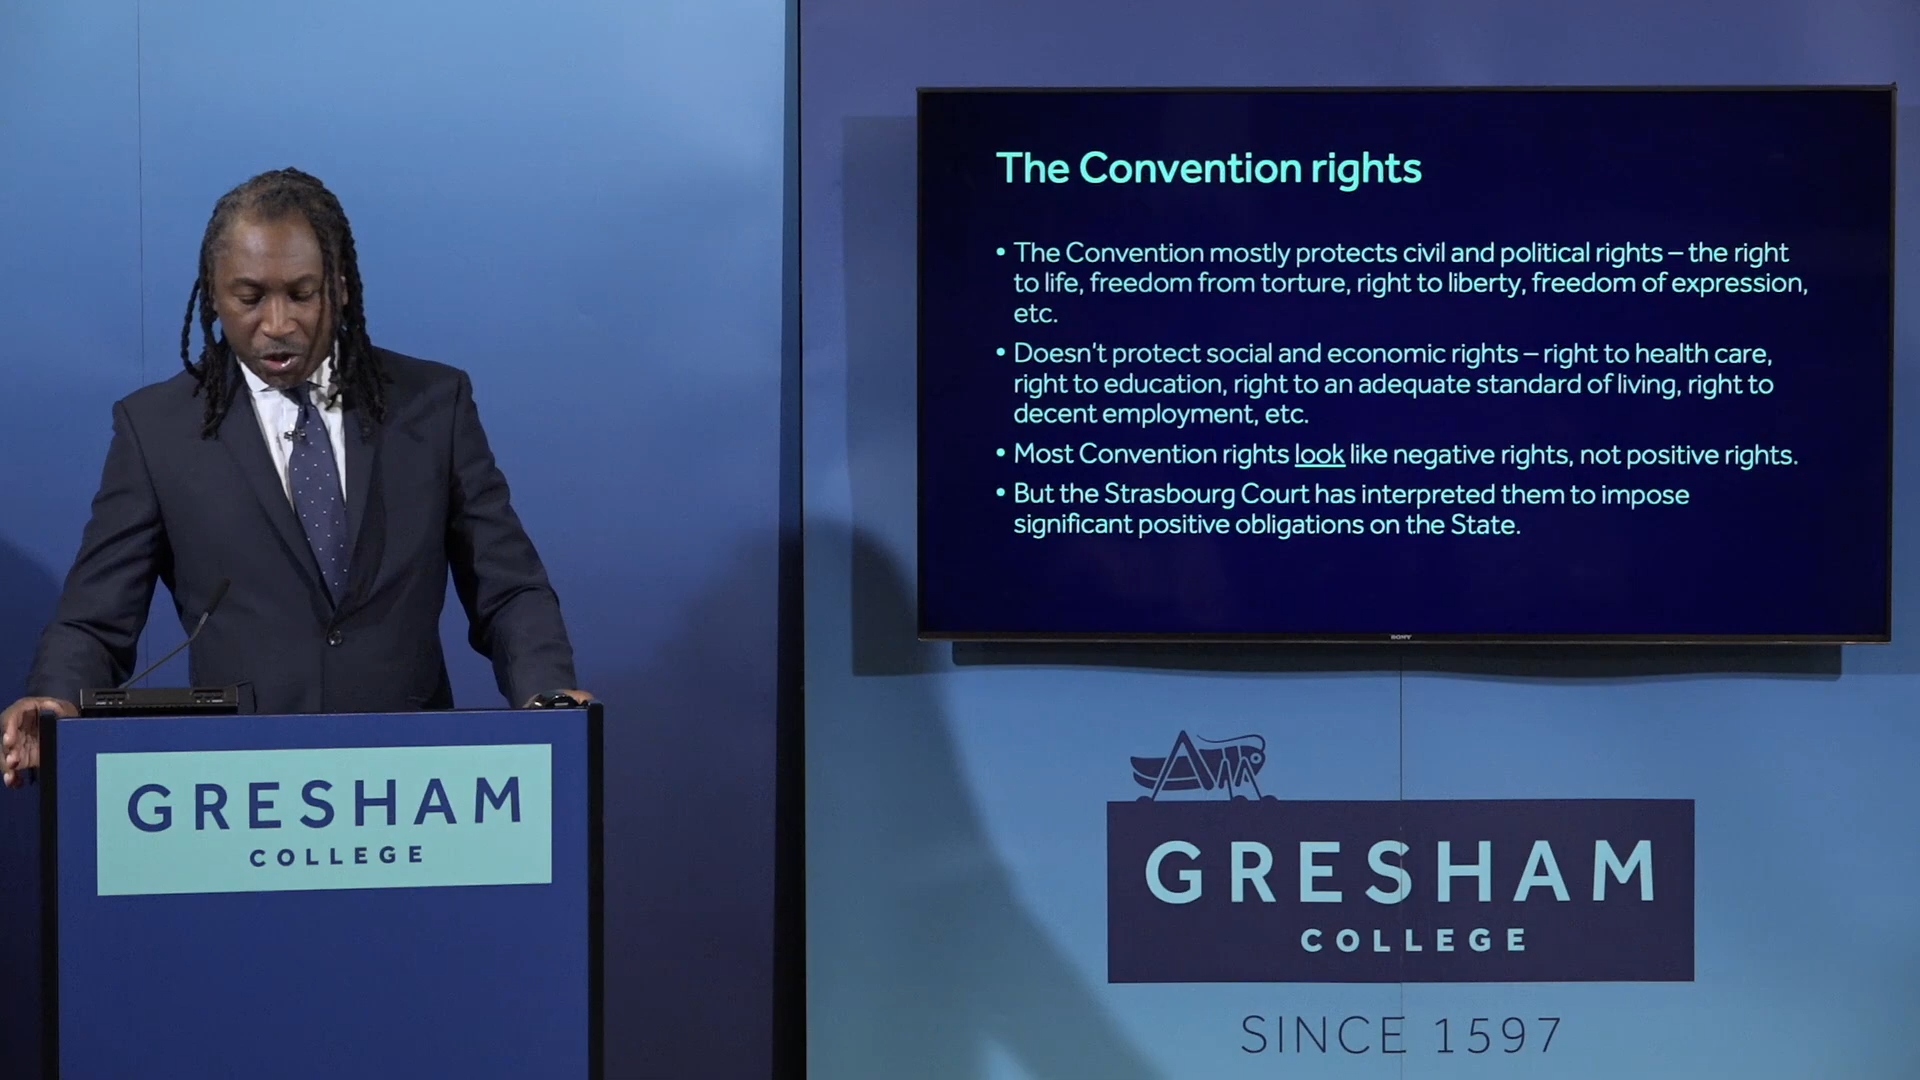 The Convention rights
• The Convention mostly protects civil and political rights – the right
to life, freedom from torture, right to liberty, freedom of expression,
etc.
• Doesn't protect social and economic rights – right to health care,
right to education, right to an adequate standard of living, right to
decent employment, etc.
• Most Convention rights look like negative rights, not positive rights.
• But the Strasbourg Court has interpreted them to impose
significant positive obligations on the State.
SONY
GRESHAM
COLLEGE
GRESHAM
COLLEGE
SINCE 1597